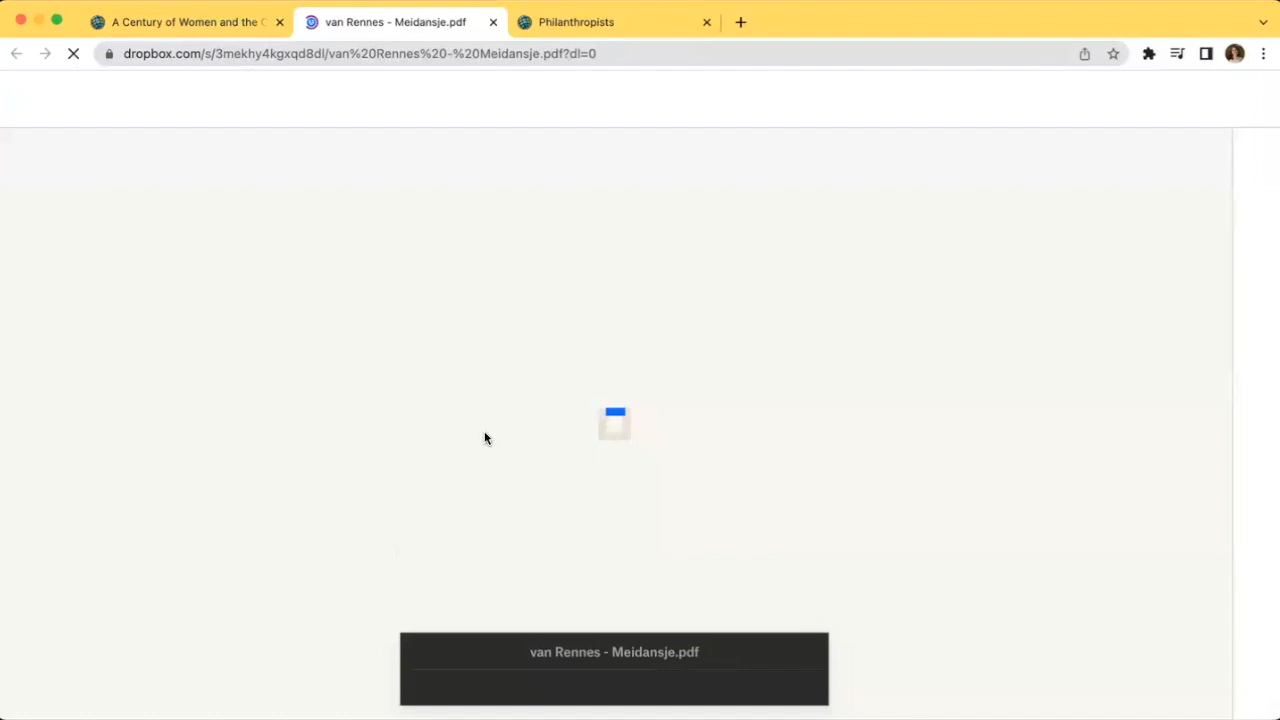 A Century of Women and the C
van Rennes - Meidansje.pdf
Philanthropists
dropbox.com/s/3mekhy4kgxqd8dl/van%20Rennes%20-%20Meidansje.pdf?dl=0
van Rennes - Meidansje.pdf